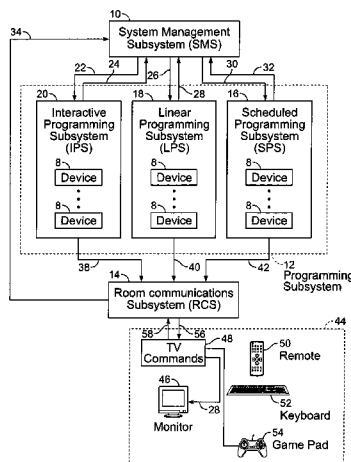 34
10
System Management
Subsystem (SMS)
22
24
26
28
30
32
20
Interactive
Programming
Subsystem
(IPS)
8
Device
8
Device
18
Linear
Programming
Subsystem
(LPS)
8
Device
8
Device
16
Scheduled
Programming
Subsystem
(SPS)
8
Device
8
Device
38
40
42
12
Programming
Subsystem
14
Room communications
Subsystem (RCS)
58
56
44
TV
Commands
48
50
Remote
46
Monitor
28
52
Keyboard
54
Game Pad